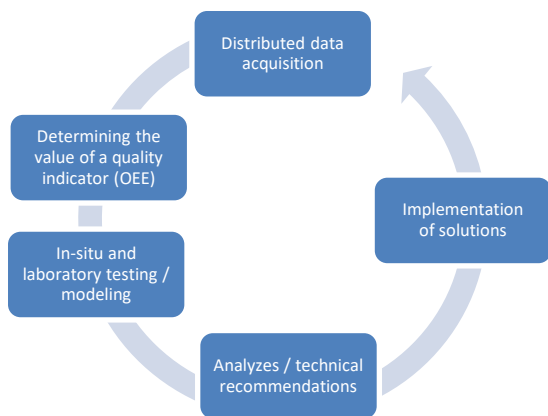 Distributed data
acquisition
Determining the
value of a quality
indicator (OEE)
In-situ and
laboratory testing /
modeling
Analyzes / technical
recommendations
Implementation
of solutions